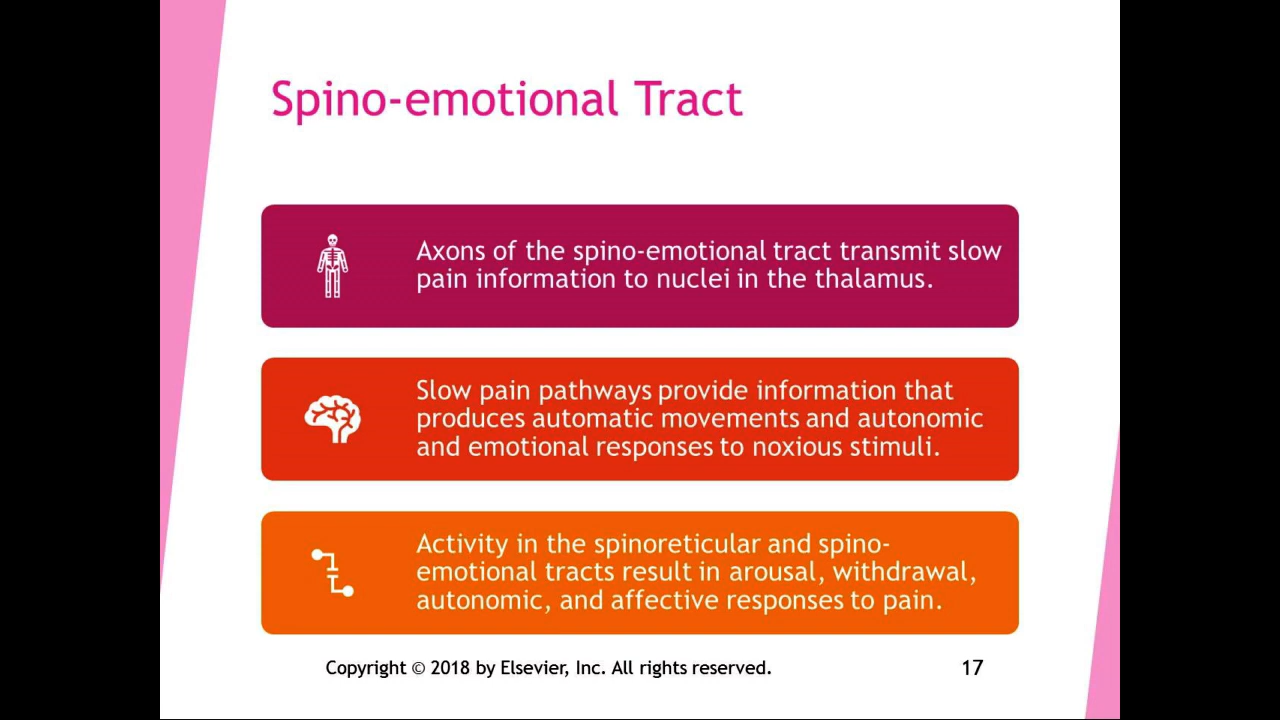 Spino-emotional Tract
Axons of the spino-emotional tract transmit slow
pain information to nuclei in the thalamus.
Slow pain pathways provide information that
produces automatic movements and autonomic
and emotional responses to noxious stimuli.
Activity in the spinoreticular and spino-
emotional tracts result in arousal, withdrawal,
autonomic, and affective responses to pain.
Copyright © 2018 by Elsevier, Inc. All rights reserved.
17